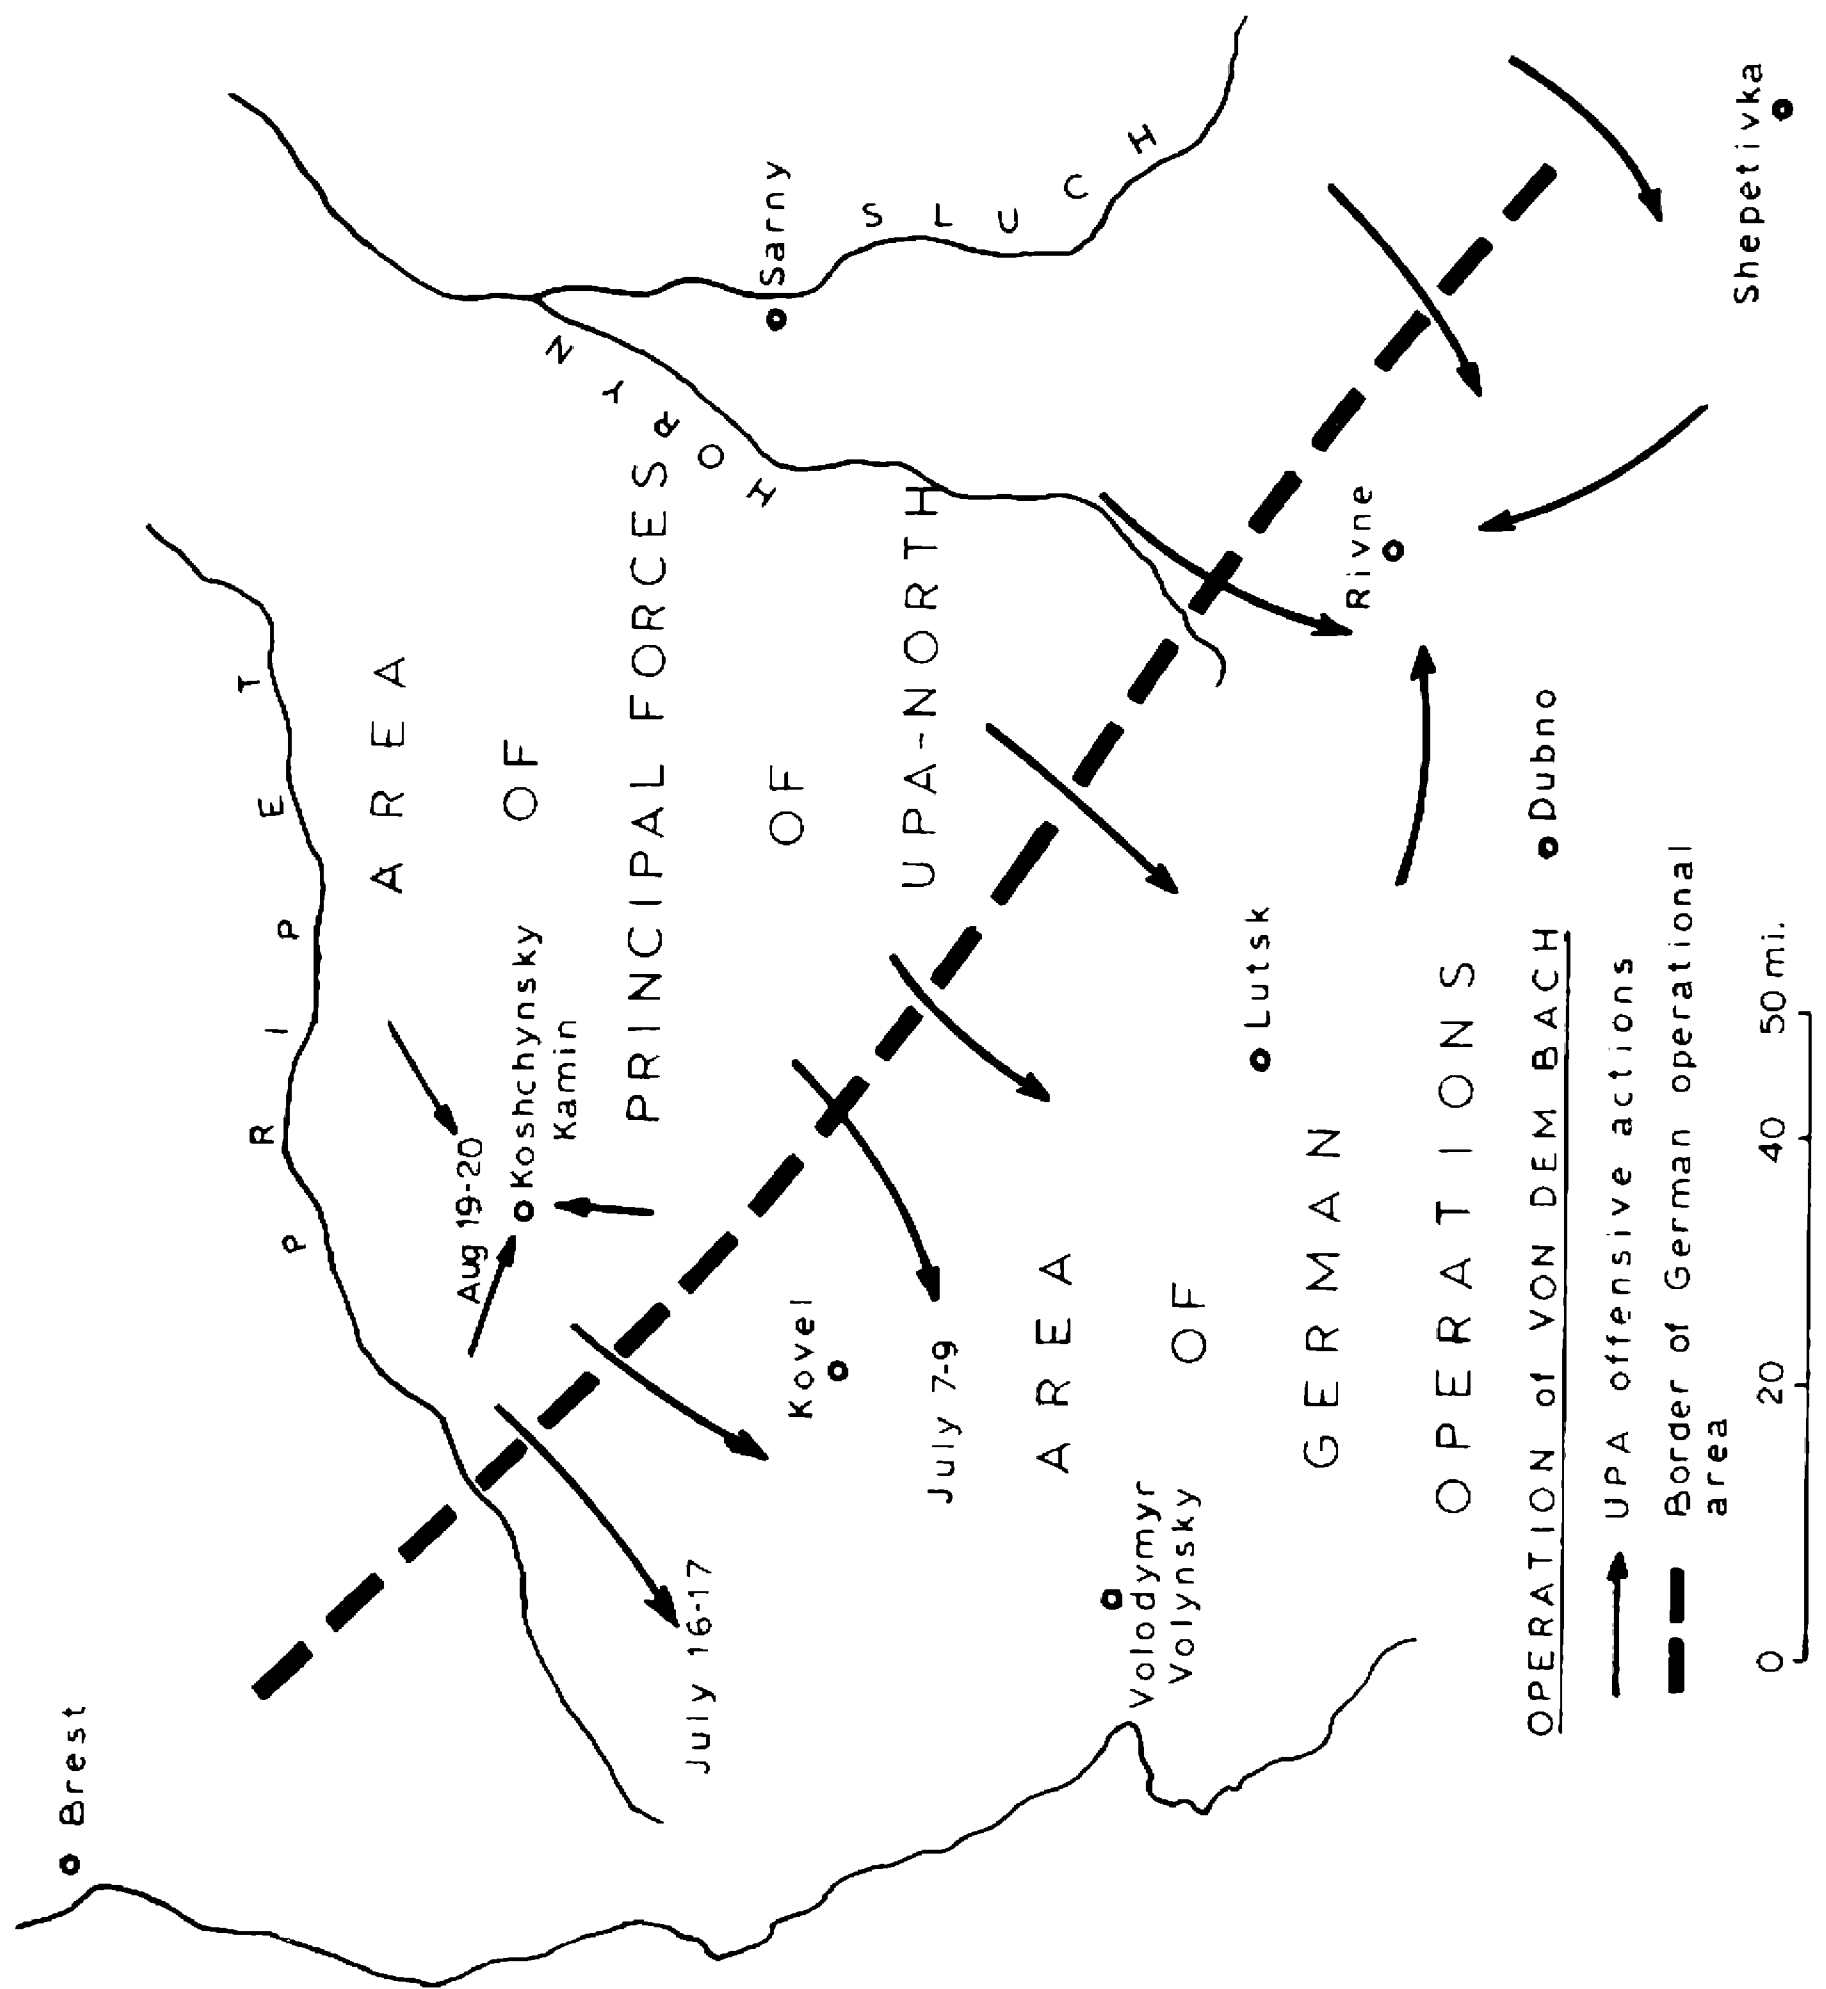 Brest
PRIPET
AREA
OF
PRINCIPAL FORCES
OF
UPA-NORTH
HORYN
Sarny
SLUCH
Aug 19-20
Koshchynsky
Kamin
July 16-17
Kovel
July 7-9
Volodymyr
Volynsky
AREA
OF
GERMAN
OPERATIONS
Lutsk
Rivne
Dubno
Shepetivka
OPERATION of VON DEM BACH
UPA offensive actions
Border of German operational
area
0 20 40 50 mi.